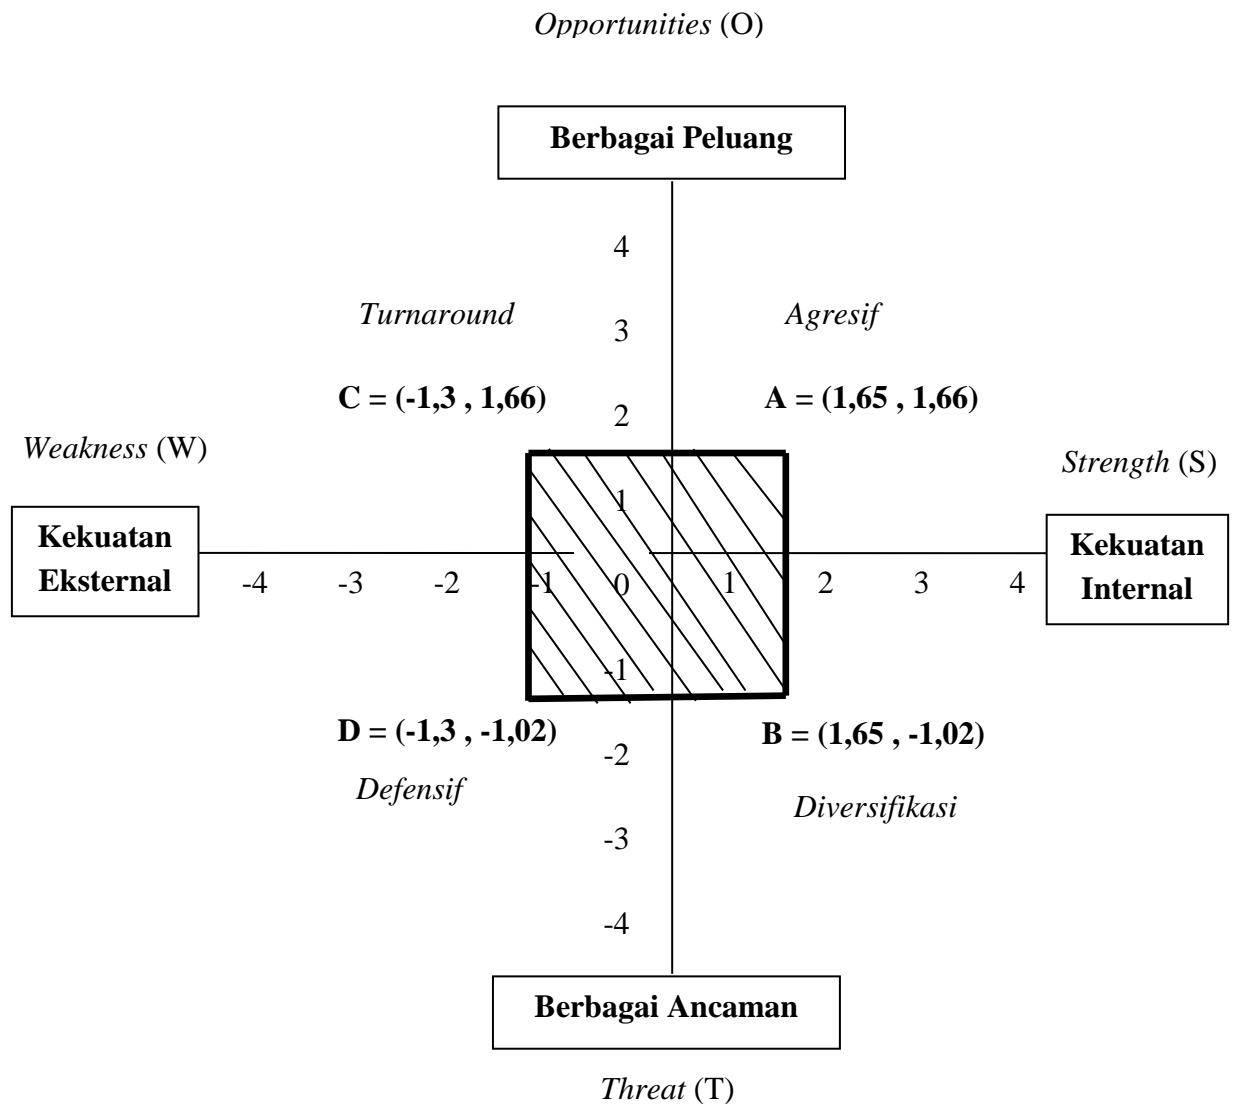 Opportunities (O)
Berbagai Peluang
4
Turnaround
Agresif
3
C = (-1,3 , 1,66)
A = (1,65 , 1,66)
2
Weakness (W)
Strength (S)
1
Kekuatan
Eksternal
Kekuatan
Internal
-4 -3 -2 -1 0 1 2 3 4
-1
D = (-1,3 , -1,02)
B = (1,65 , -1,02)
-2
Defensif
Diversifikasi
-3
-4
Berbagai Ancaman
Threat (T)